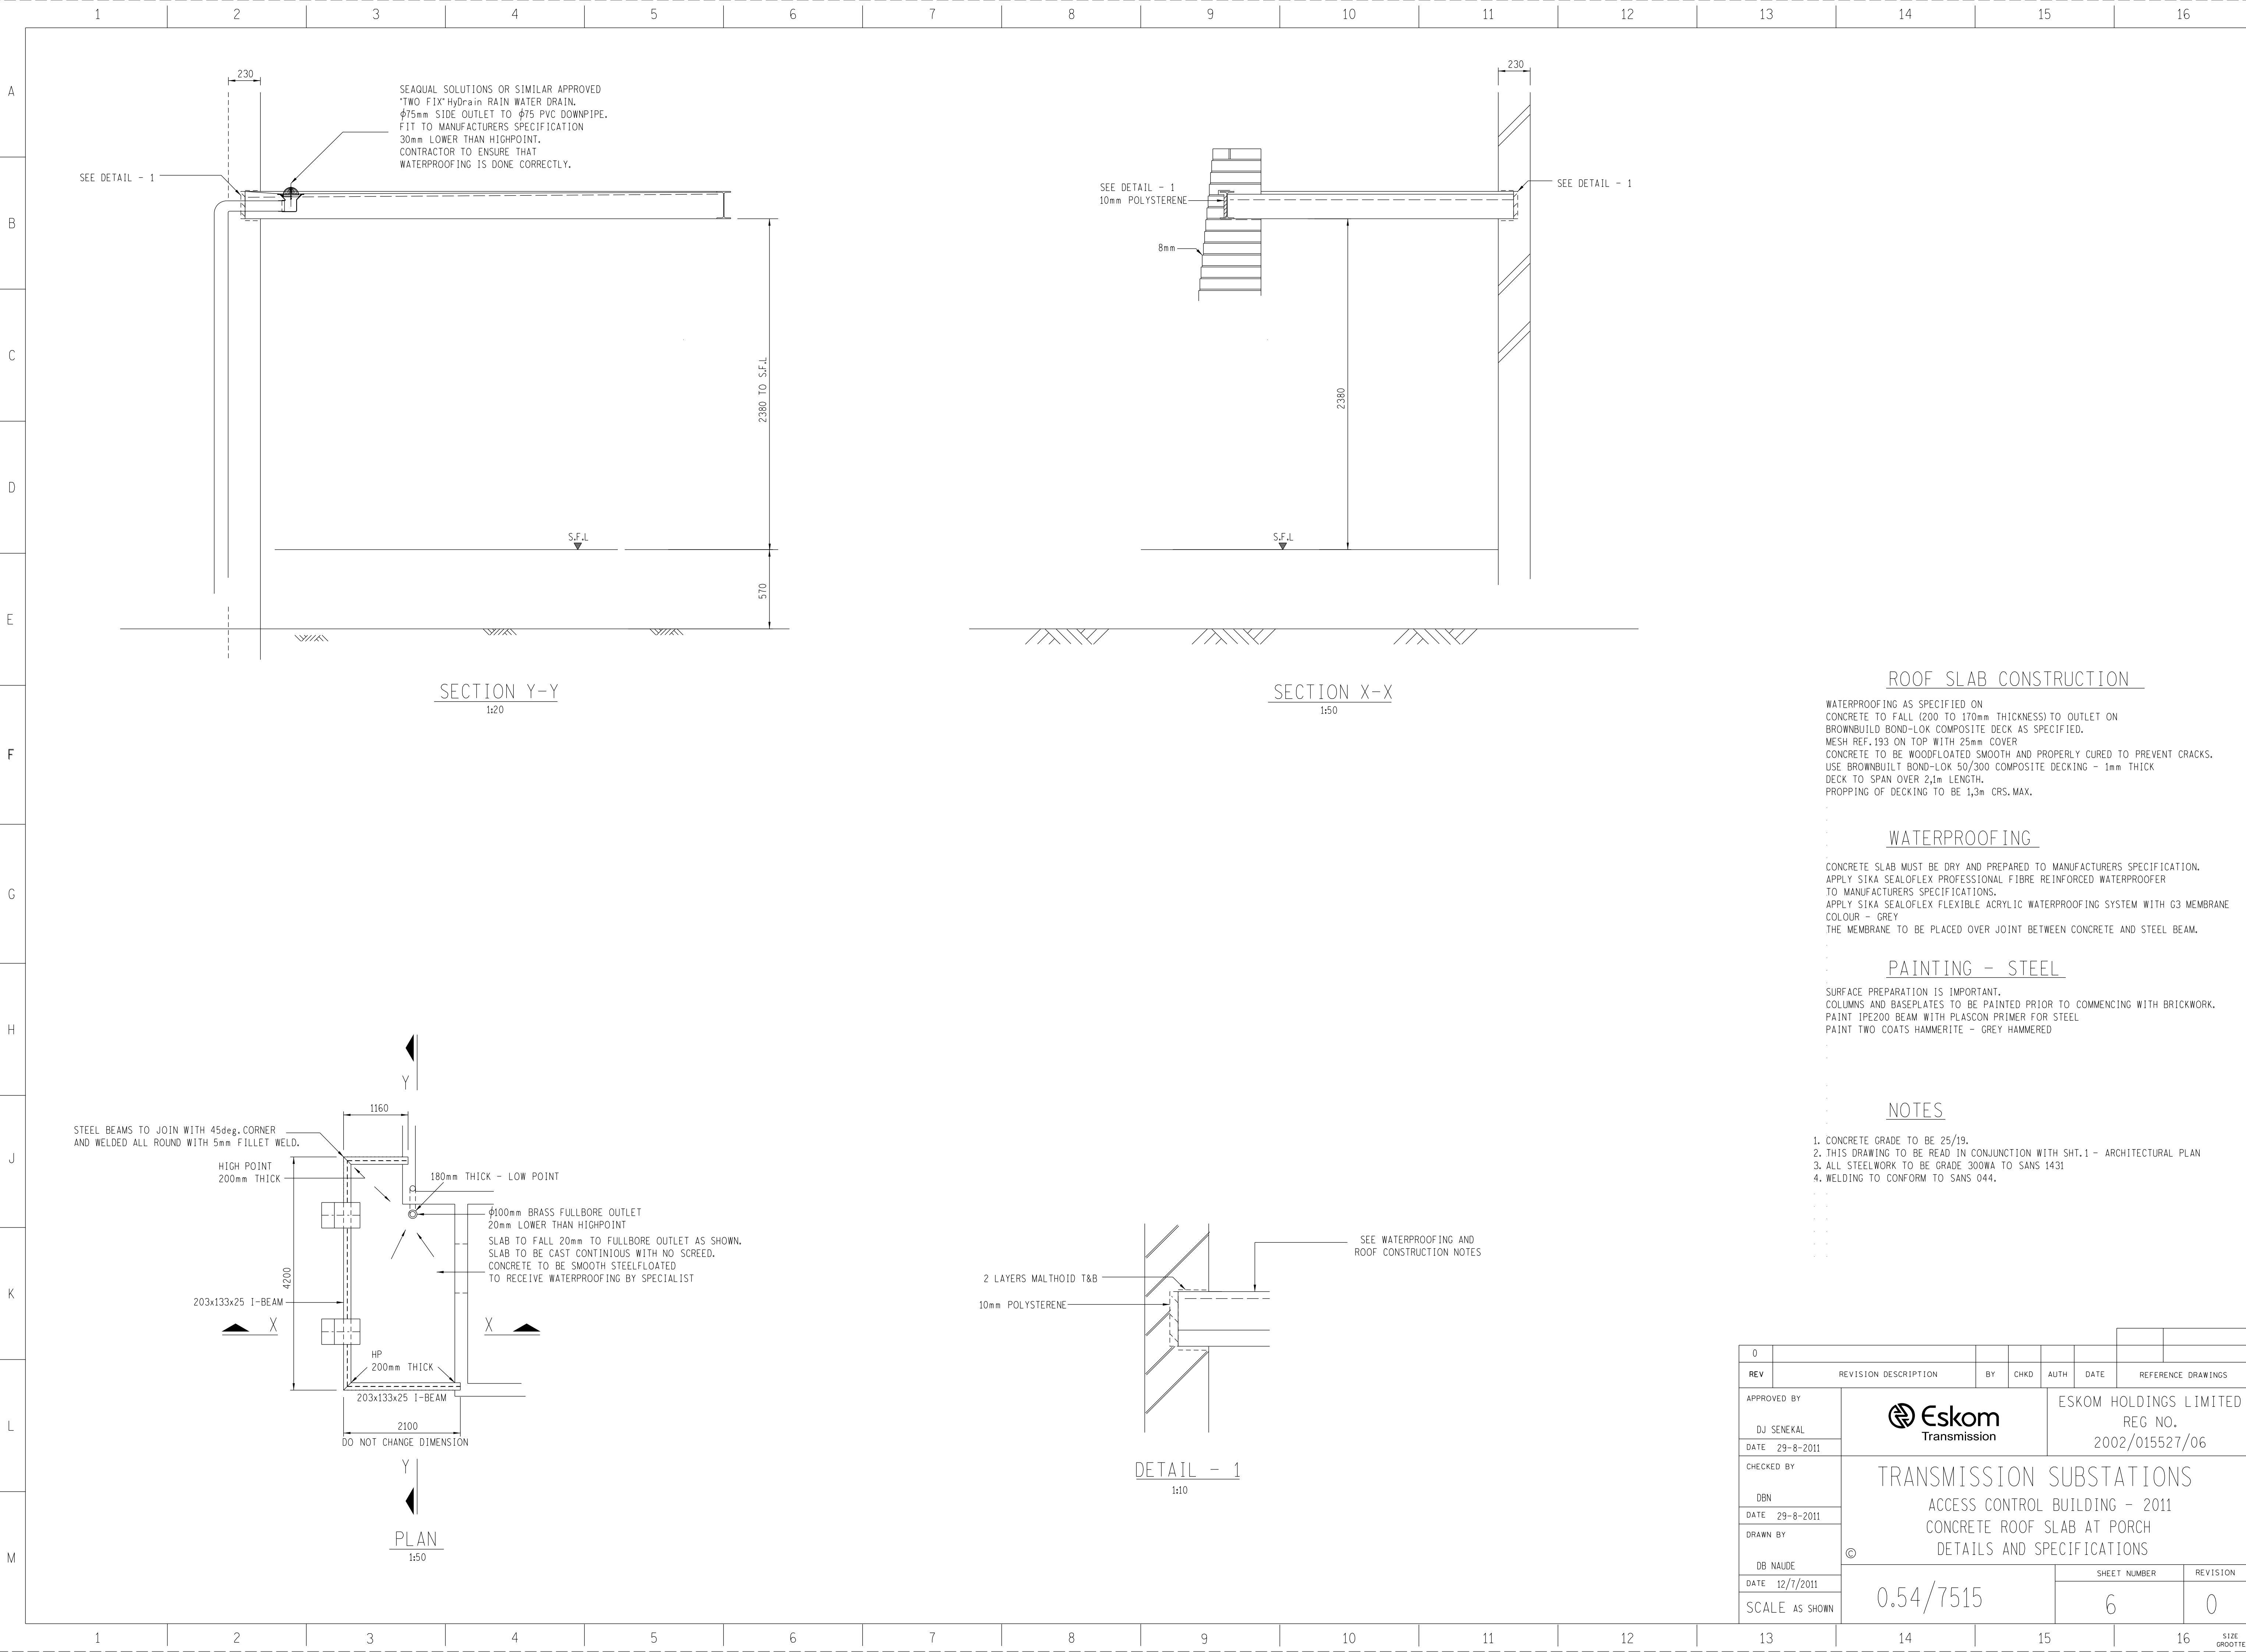 1 2 3 4 5 6 7 8 9 10 11 12 13 14 15 16
A
B
C
D
E
F
G
H
J
K
L
M
230
SEAQUAL SOLUTIONS OR SIMILAR APPROVED
"TWO FIX" HyDrain RAIN WATER DRAIN.
ϕ75mm SIDE OUTLET TO ϕ75 PVC DOWNPIPE.
FIT TO MANUFACTURERS SPECIFICATION
30mm LOWER THAN HIGHPOINT.
CONTRACTOR TO ENSURE THAT
WATERPROOFING IS DONE CORRECTLY.
SEE DETAIL - 1
2380 TO S.F.L
S.F.L
570
SECTION Y-Y
1:20
230
SEE DETAIL - 1
SEE DETAIL - 1
10mm POLYSTERENE
8mm
2380
S.F.L
SECTION X-X
1:50
ROOF SLAB CONSTRUCTION
WATERPROOFING AS SPECIFIED ON
CONCRETE TO FALL (200 TO 170mm THICKNESS) TO OUTLET ON
BROWNBUILD BOND-LOK COMPOSITE DECK AS SPECIFIED.
MESH REF.193 ON TOP WITH 25mm COVER
CONCRETE TO BE WOODFLOATED SMOOTH AND PROPERLY CURED TO PREVENT CRACKS.
USE BROWNBUILT BOND-LOK 50/300 COMPOSITE DECKING - 1mm THICK
DECK TO SPAN OVER 2,1m LENGTH.
PROPPING OF DECKING TO BE 1,3m CRS.MAX.
WATERPROOFING
CONCRETE SLAB MUST BE DRY AND PREPARED TO MANUFACTURERS SPECIFICATION.
APPLY SIKA SEALOFLEX PROFESSIONAL FIBRE REINFORCED WATERPROOFER
TO MANUFACTURERS SPECIFICATIONS.
APPLY SIKA SEALOFLEX FLEXIBLE ACRYLIC WATERPROOFING SYSTEM WITH G3 MEMBRANE
COLOUR - GREY
THE MEMBRANE TO BE PLACED OVER JOINT BETWEEN CONCRETE AND STEEL BEAM.
PAINTING - STEEL
SURFACE PREPARATION IS IMPORTANT.
COLUMNS AND BASEPLATES TO BE PAINTED PRIOR TO COMMENCING WITH BRICKWORK.
PAINT IPE200 BEAM WITH PLASCON PRIMER FOR STEEL
PAINT TWO COATS HAMMERITE - GREY HAMMERED
NOTES
1. CONCRETE GRADE TO BE 25/19.
2. THIS DRAWING TO BE READ IN CONJUNCTION WITH SHT.1 - ARCHITECTURAL PLAN
3. ALL STEELWORK TO BE GRADE 300WA TO SANS 1431
4. WELDING TO CONFORM TO SANS 044.
Y
1160
STEEL BEAMS TO JOIN WITH 45deg.CORNER
AND WELDED ALL ROUND WITH 5mm FILLET WELD.
HIGH POINT
200mm THICK
180mm THICK - LOW POINT
ϕ100mm BRASS FULLBORE OUTLET
20mm LOWER THAN HIGHPOINT
SLAB TO FALL 20mm TO FULLBORE OUTLET AS SHOWN.
SLAB TO BE CAST CONTINIOUS WITH NO SCREED.
CONCRETE TO BE SMOOTH STEELFLOATED
TO RECEIVE WATERPROOFING BY SPECIALIST
4200
203x133x25 I-BEAM
X
X
HP
200mm THICK
203x133x25 I-BEAM
2100
DO NOT CHANGE DIMENSION
Y
PLAN
1:50
SEE WATERPROOFING AND
ROOF CONSTRUCTION NOTES
2 LAYERS MALTHOID T&B
10mm POLYSTERENE
DETAIL - 1
1:10
0
REV REVISION DESCRIPTION BY CHKD AUTH DATE REFERENCE DRAWINGS
APPROVED BY
DJ SENEKAL
DATE 29-8-2011
Eskom
Transmission
ESKOM HOLDINGS LIMITED
REG NO.
2002/015527/06
CHECKED BY
DBN
DATE 29-8-2011
TRANSMISSION SUBSTATIONS
ACCESS CONTROL BUILDING - 2011
CONCRETE ROOF SLAB AT PORCH
DETAILS AND SPECIFICATIONS
©
DRAWN BY
DB NAUDE
DATE 12/7/2011
SCALE AS SHOWN
0.54/7515
SHEET NUMBER
6
REVISION
0
1 2 3 4 5 6 7 8 9 10 11 12 13 14 15 16
SIZE
GROOTTE